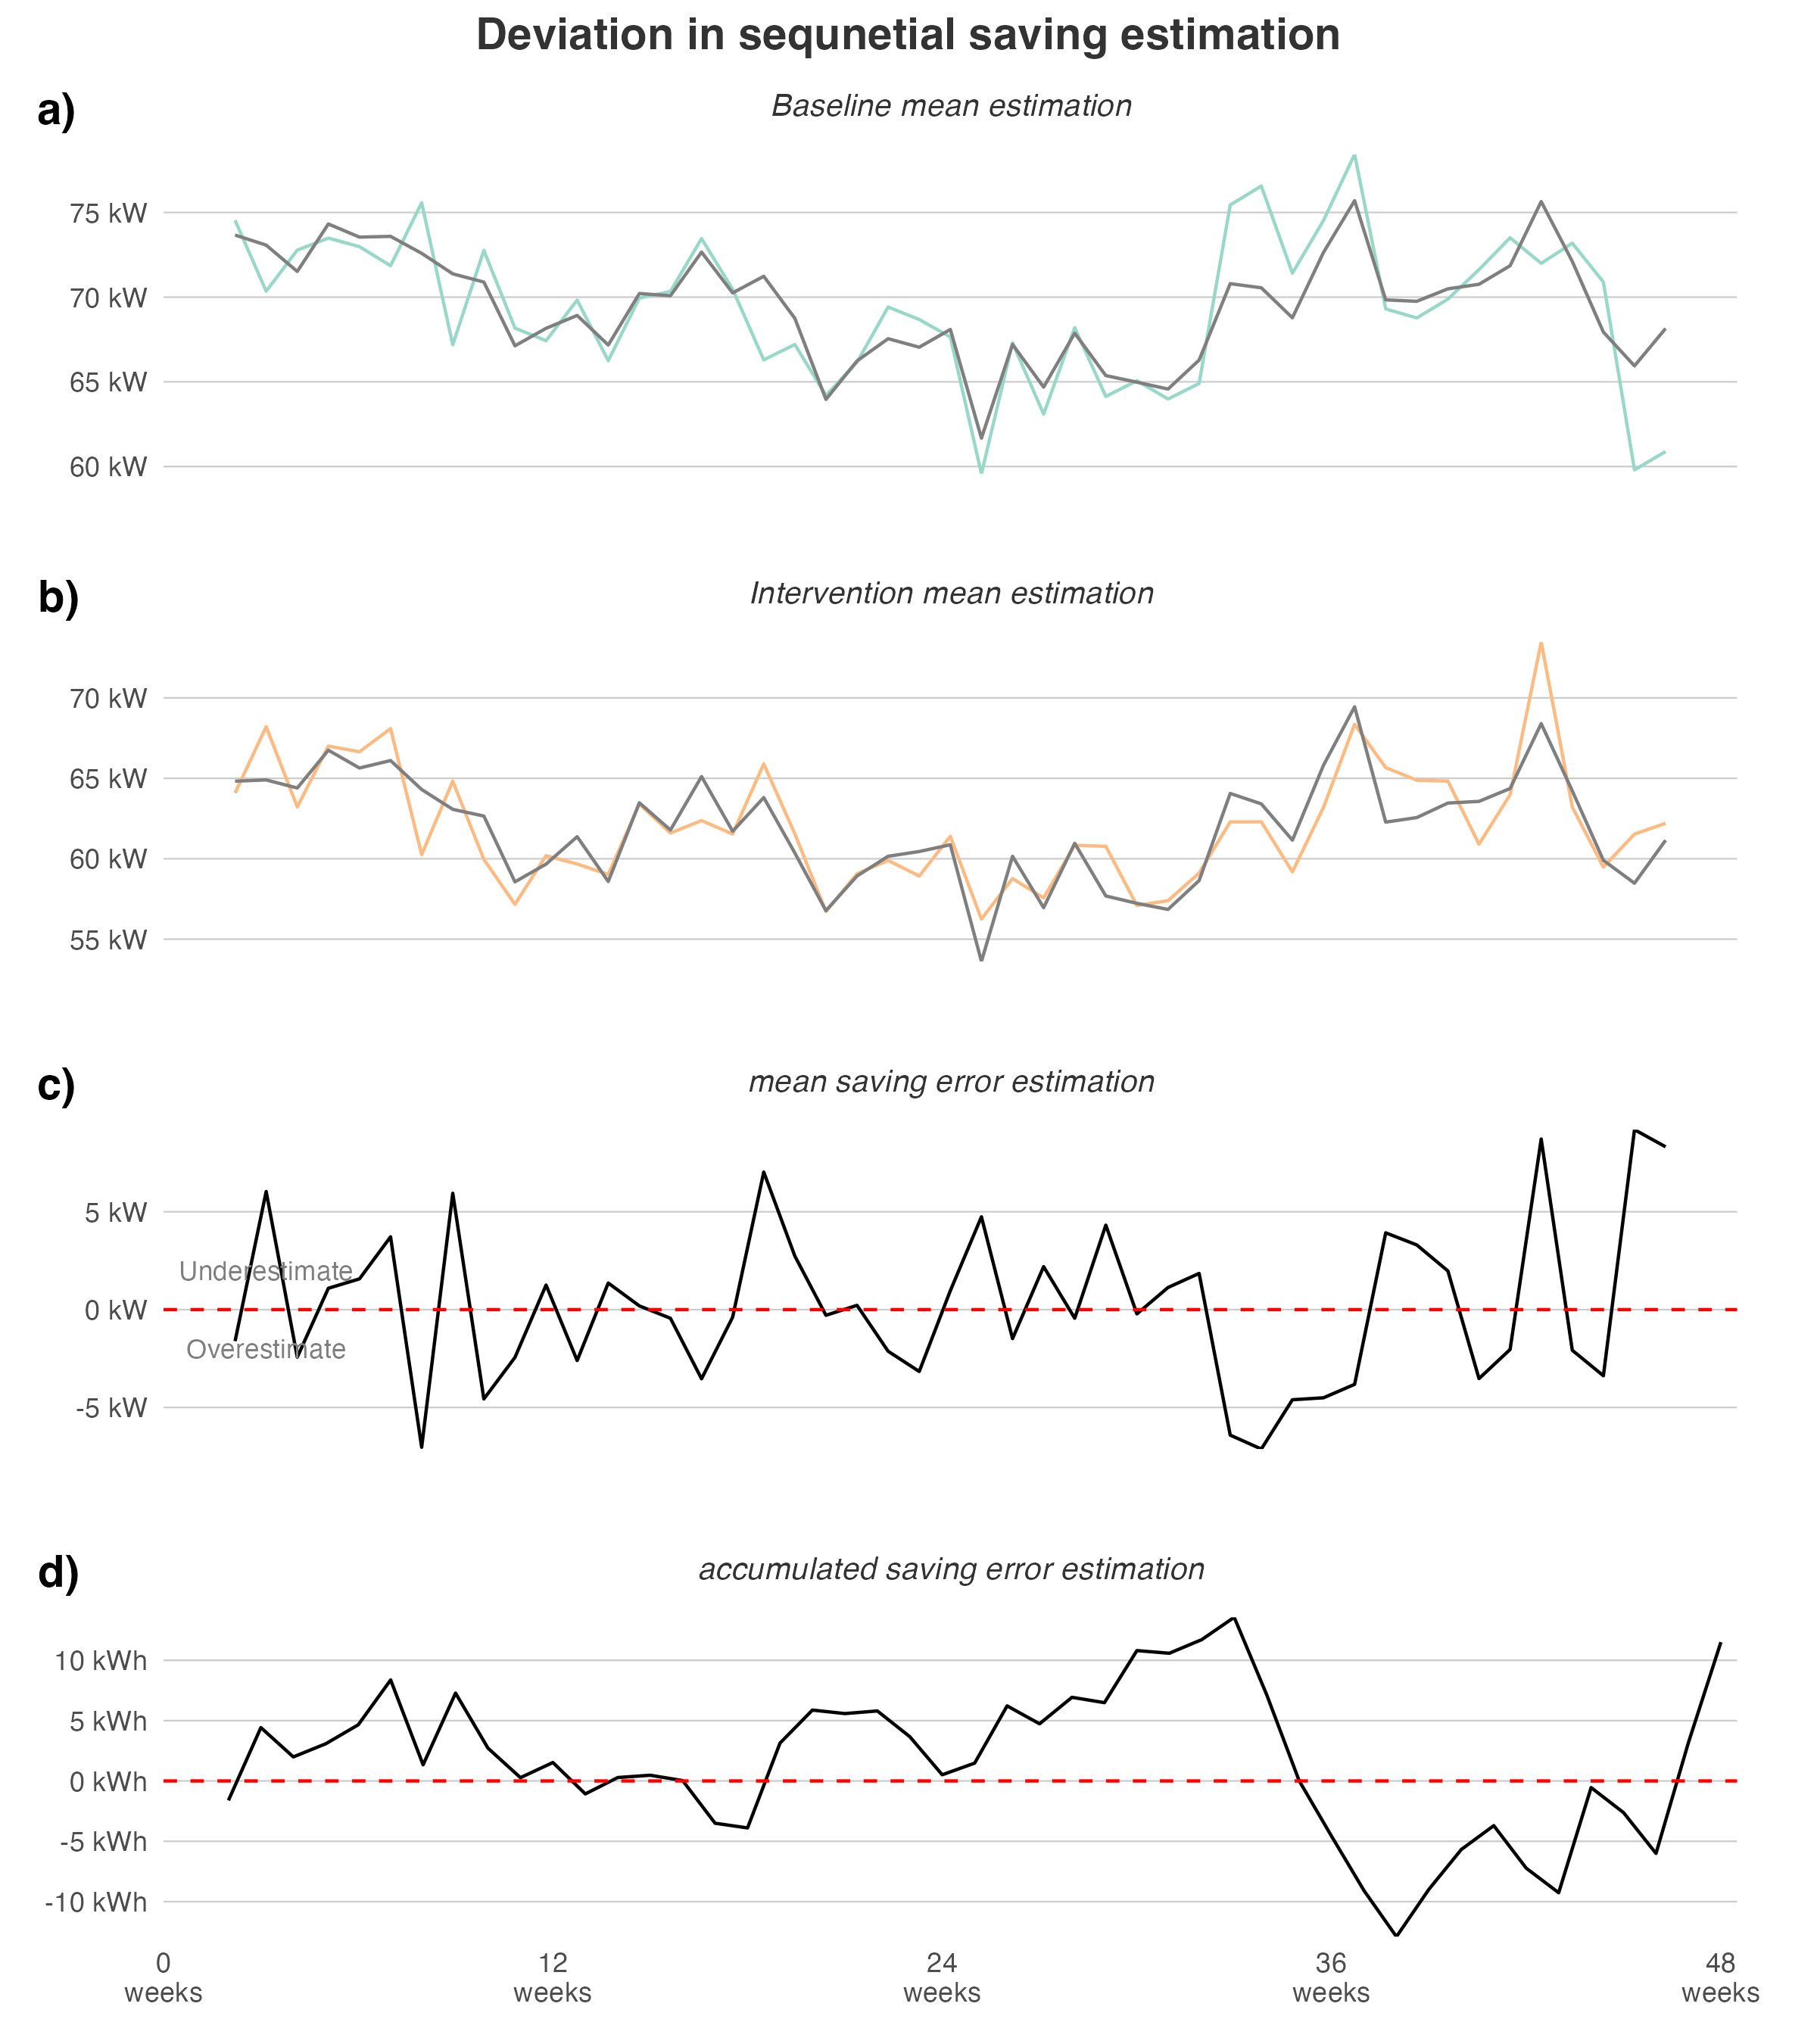 Deviation in sequnetial saving estimation
a)
Baseline mean estimation
75 kW
70 kW
65 kW
60 kW
b)
Intervention mean estimation
70 kW
65 kW
60 kW
55 kW
c)
mean saving error estimation
5 kW
Underestimate
0 kW
Overestimate
-5 kW
d)
accumulated saving error estimation
10 kWh
5 kWh
0 kWh
-5 kWh
-10 kWh
0 12 24 36 48
weeks weeks weeks weeks weeks